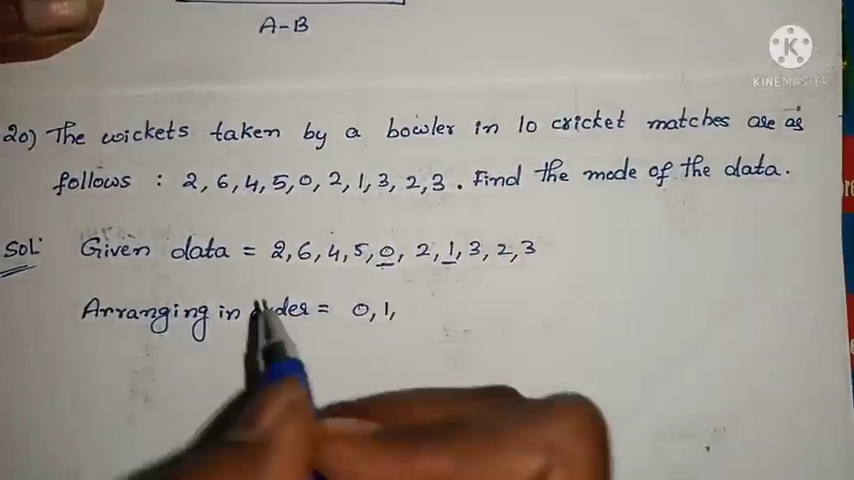 A-B
K
KINEMASTER
20) The wickets taken by a bowler in 10 cricket matches are as
follows : 2, 6, 4, 5, 0, 2, 1, 3, 2, 3. Find the mode of the data.
Sol: Given data = 2, 6, 4, 5, 0, 2, 1, 3, 2, 3
Arranging in order = 0, 1,